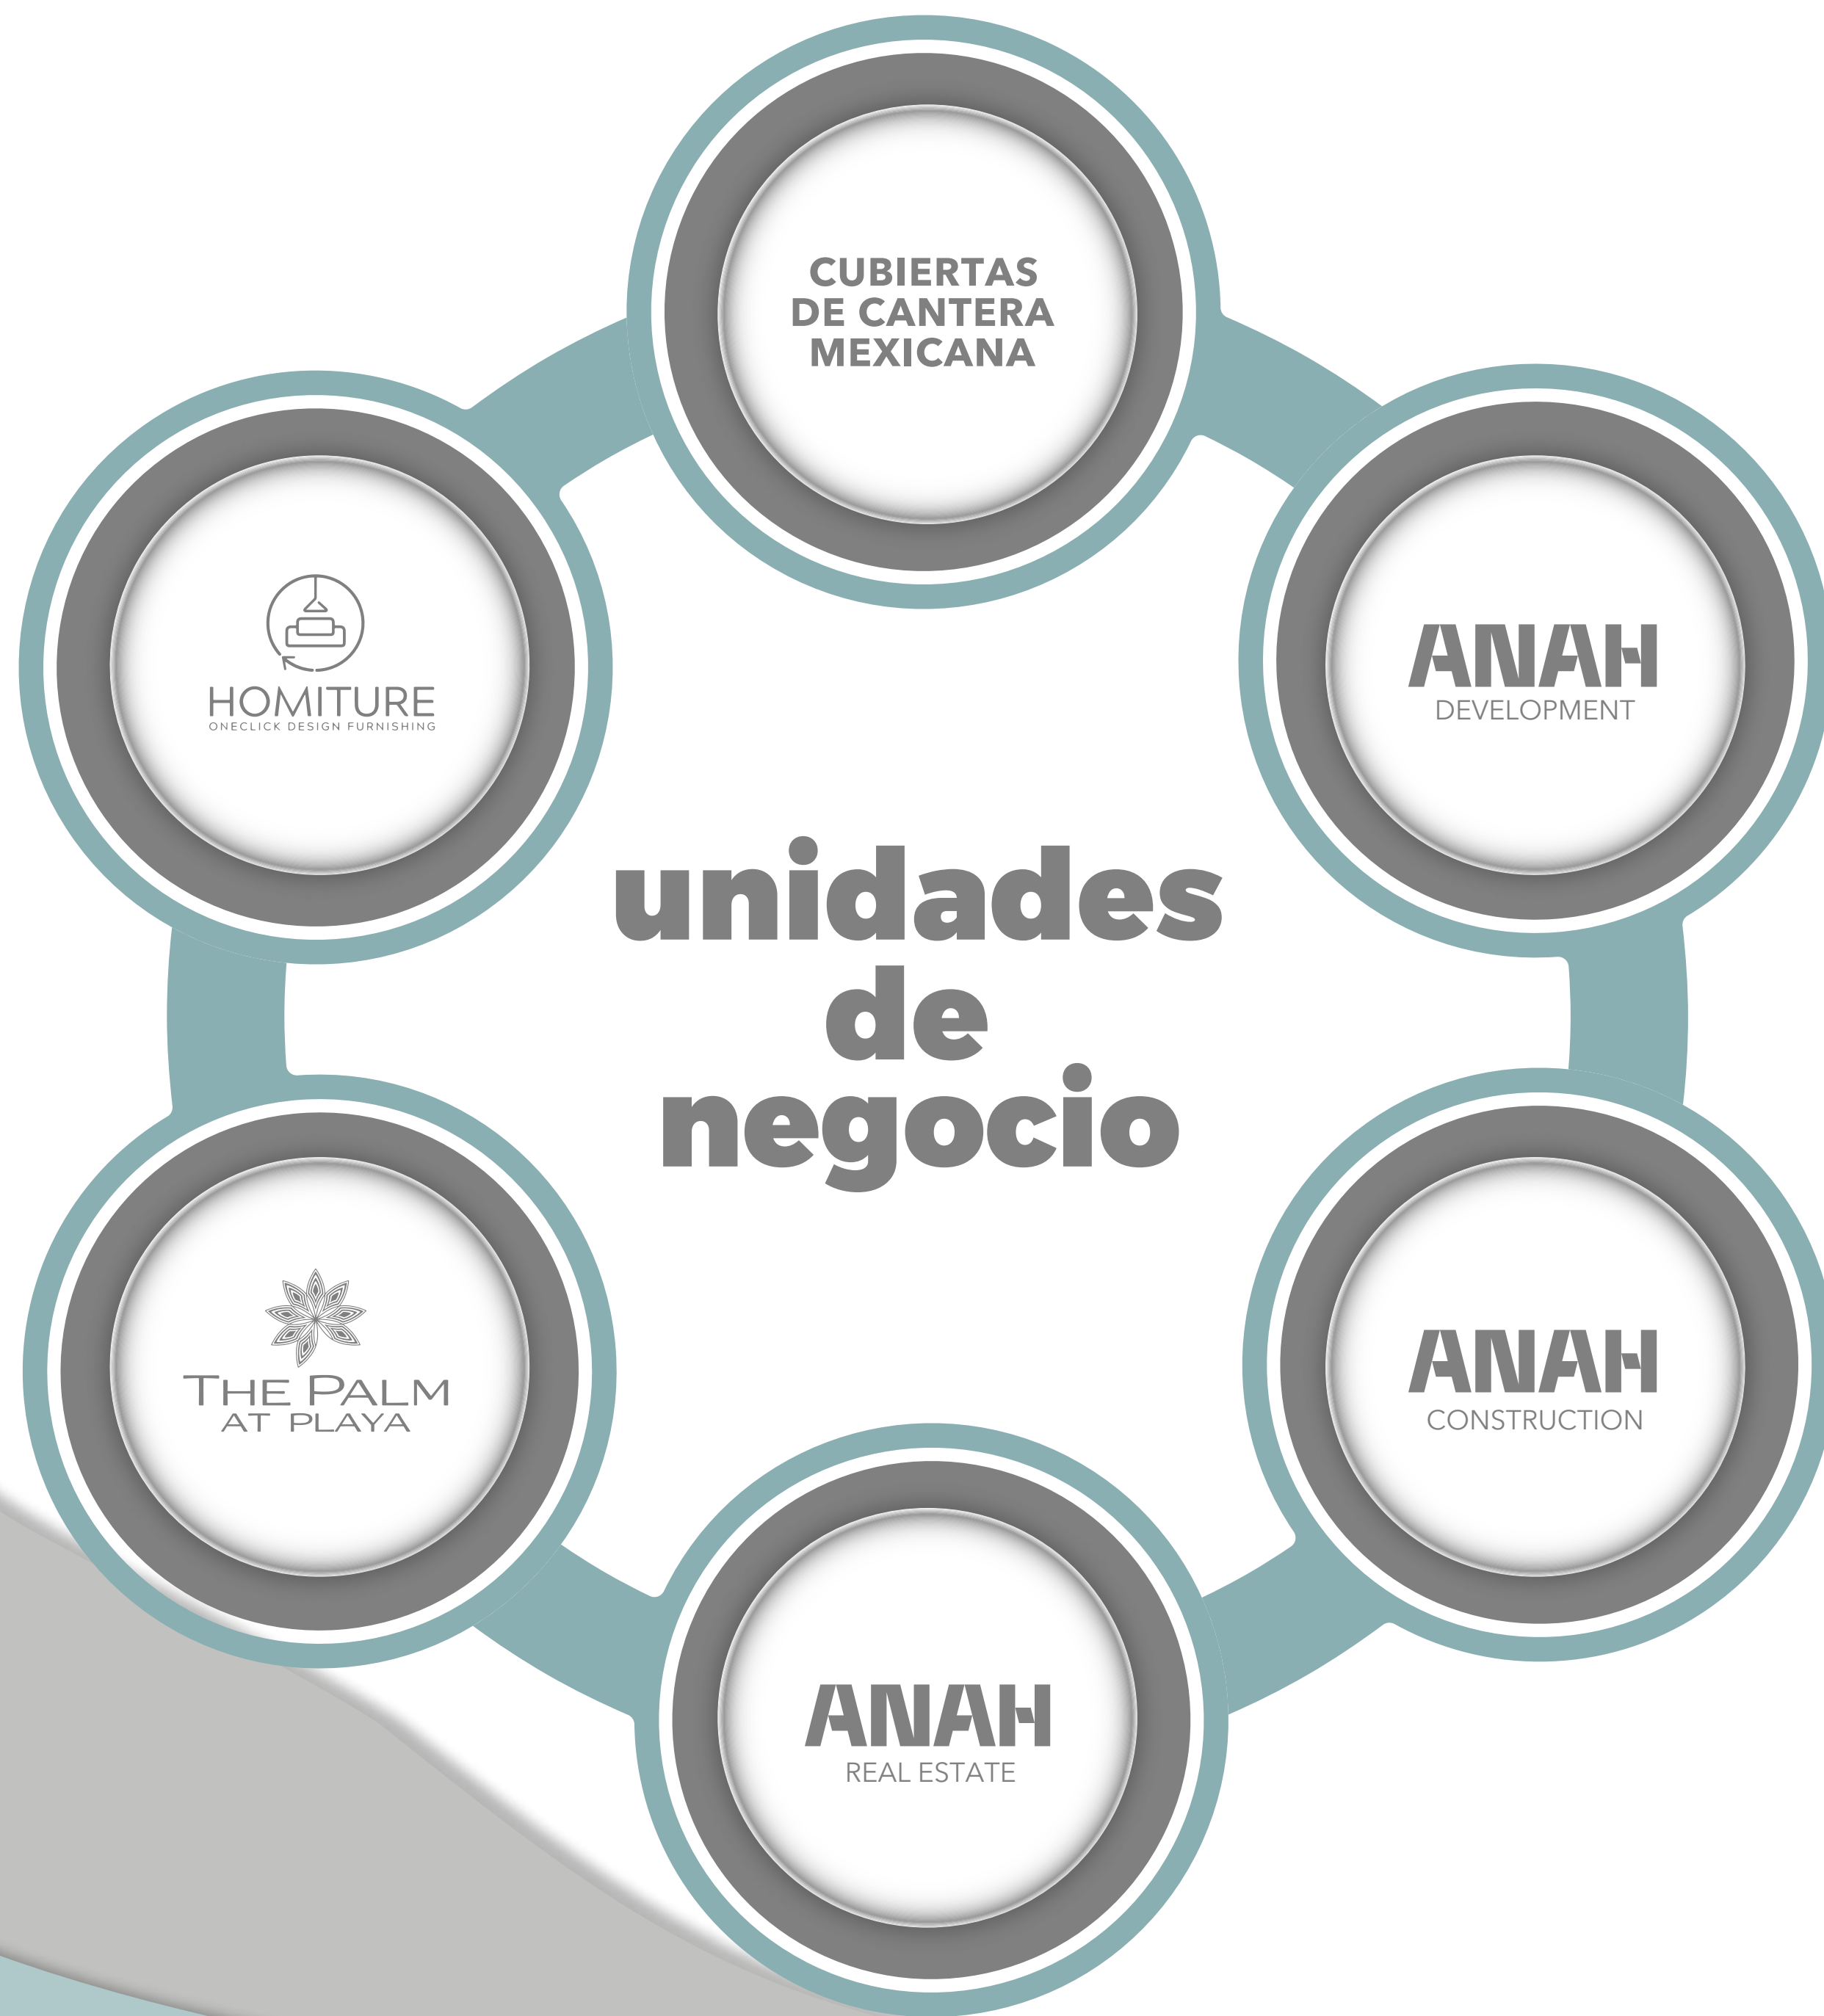 CUBIERTAS
DE CANTERA
MEXICANA
HOMITURE
ONECLICK DESIGN FURNISHING
ANAH
DEVELOPMENT
unidades
de
negocio
THE PALM
AT PLAYA
ANAH
CONSTRUCTION
ANAH
REAL ESTATE